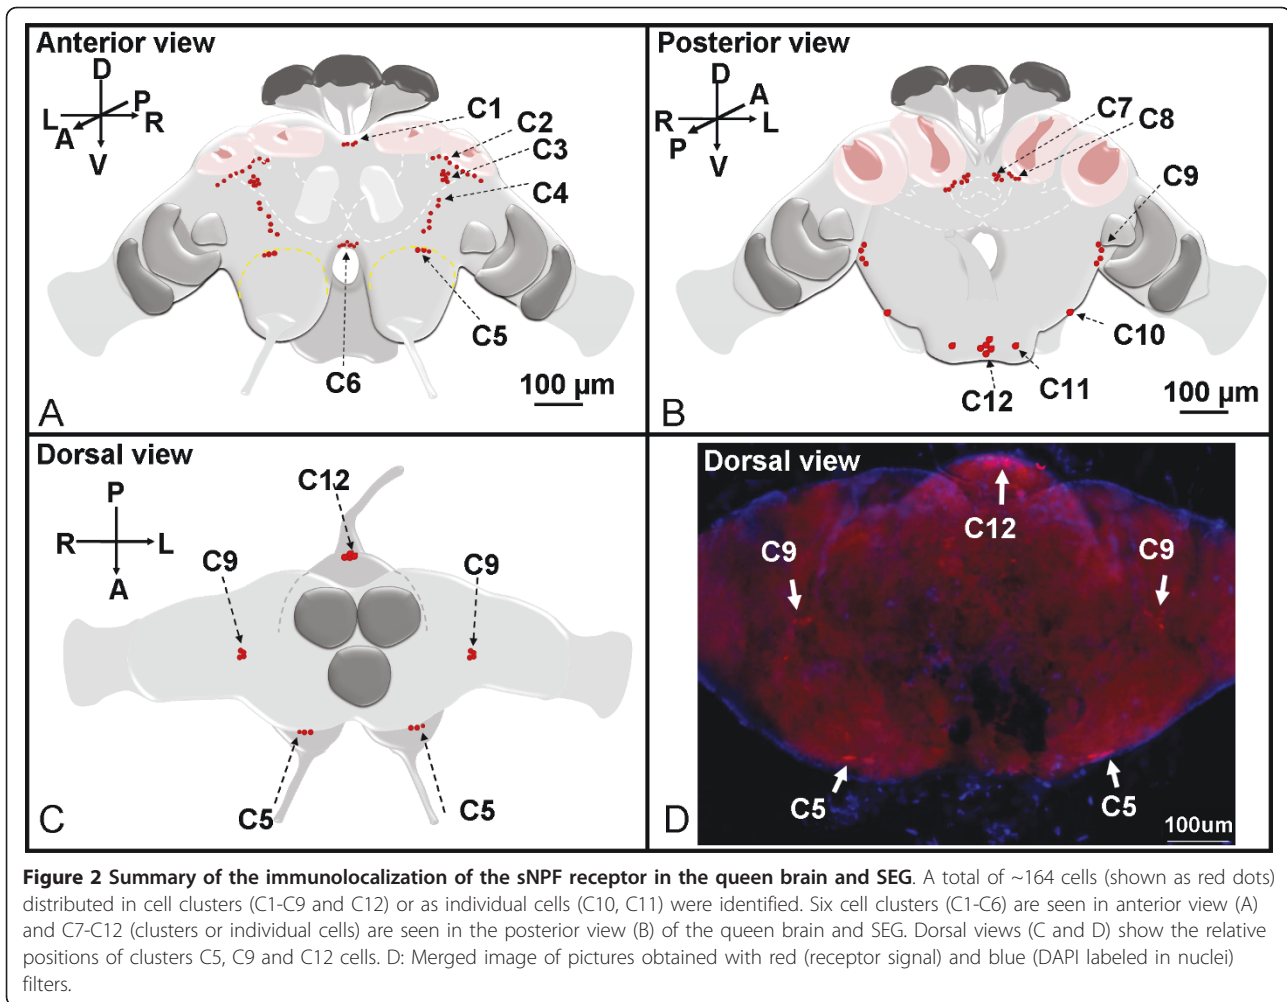 Anterior view
D
P
L
R
A
V
C1
C2
C3
C4
C5
C6
100 µm
A
Posterior view
D
A
R
L
P
V
C7
C8
C9
C10
C11
C12
100 µm
B
Dorsal view
P
R
L
A
C12
C9
C9
C5
C5
C
Dorsal view
C12
C9
C9
C5
C5
D
100um
Figure 2 Summary of the immunolocalization of the sNPF receptor in the queen brain and SEG. A total of ~164 cells (shown as red dots)
distributed in cell clusters (C1-C9 and C12) or as individual cells (C10, C11) were identified. Six cell clusters (C1-C6) are seen in anterior view (A)
and C7-C12 (clusters or individual cells) are seen in the posterior view (B) of the queen brain and SEG. Dorsal views (C and D) show the relative
positions of clusters C5, C9 and C12 cells. D: Merged image of pictures obtained with red (receptor signal) and blue (DAPI labeled in nuclei)
filters.